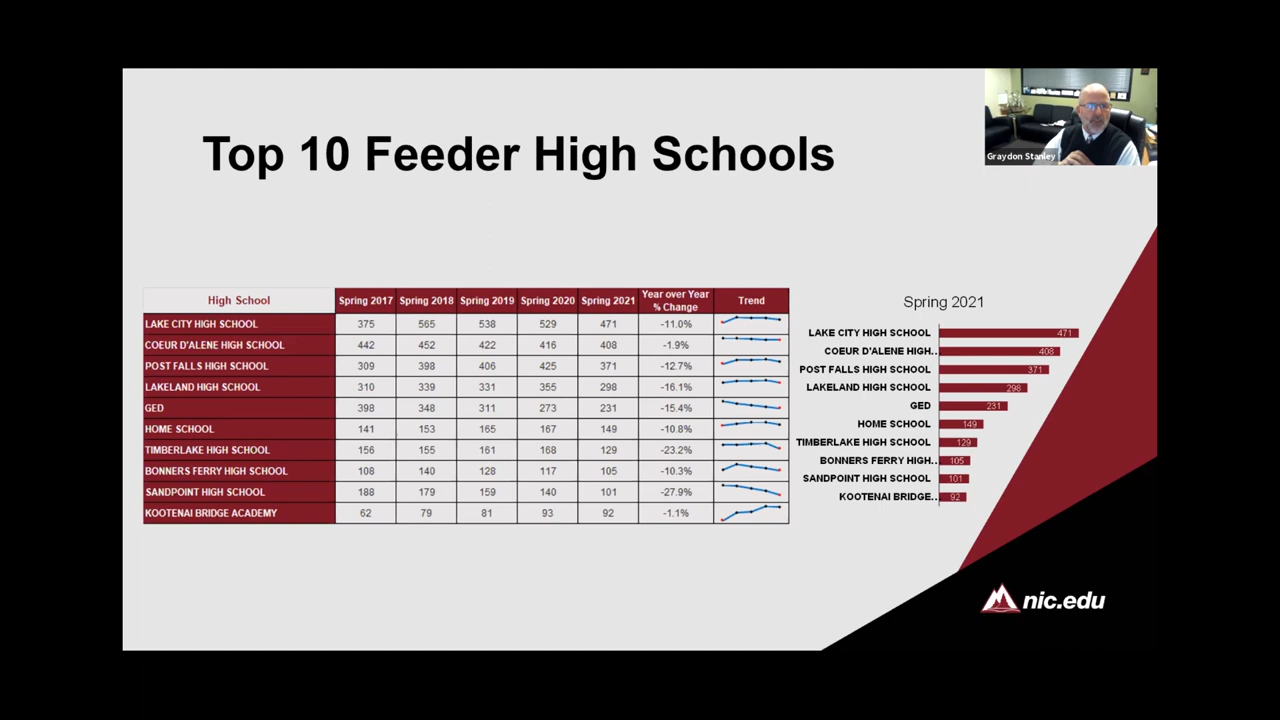 Top 10 Feeder High Schools
Graydon Stanley
High School Spring 2017 Spring 2018 Spring 2019 Spring 2020 Spring 2021 Year over Year % Change Trend
LAKE CITY HIGH SCHOOL 375 565 538 529 471 -11.0%
COEUR D'ALENE HIGH SCHOOL 442 452 422 416 408 -1.9%
POST FALLS HIGH SCHOOL 309 398 406 425 371 -12.7%
LAKELAND HIGH SCHOOL 310 339 331 355 298 -16.1%
GED 398 348 311 273 231 -15.4%
HOME SCHOOL 141 153 165 167 149 -10.8%
TIMBERLAKE HIGH SCHOOL 156 155 161 168 129 -23.2%
BONNERS FERRY HIGH SCHOOL 108 140 128 117 105 -10.3%
SANDPOINT HIGH SCHOOL 188 179 159 140 101 -27.9%
KOOTENAI BRIDGE ACADEMY 62 79 81 93 92 -1.1%
Spring 2021
LAKE CITY HIGH SCHOOL 471
COEUR D'ALENE HIGH.. 408
POST FALLS HIGH SCHOOL 371
LAKELAND HIGH SCHOOL 298
GED 231
HOME SCHOOL 149
TIMBERLAKE HIGH SCHOOL 129
BONNERS FERRY HIGH.. 105
SANDPOINT HIGH SCHOOL 101
KOOTENAI BRIDGE.. 92
nic.edu